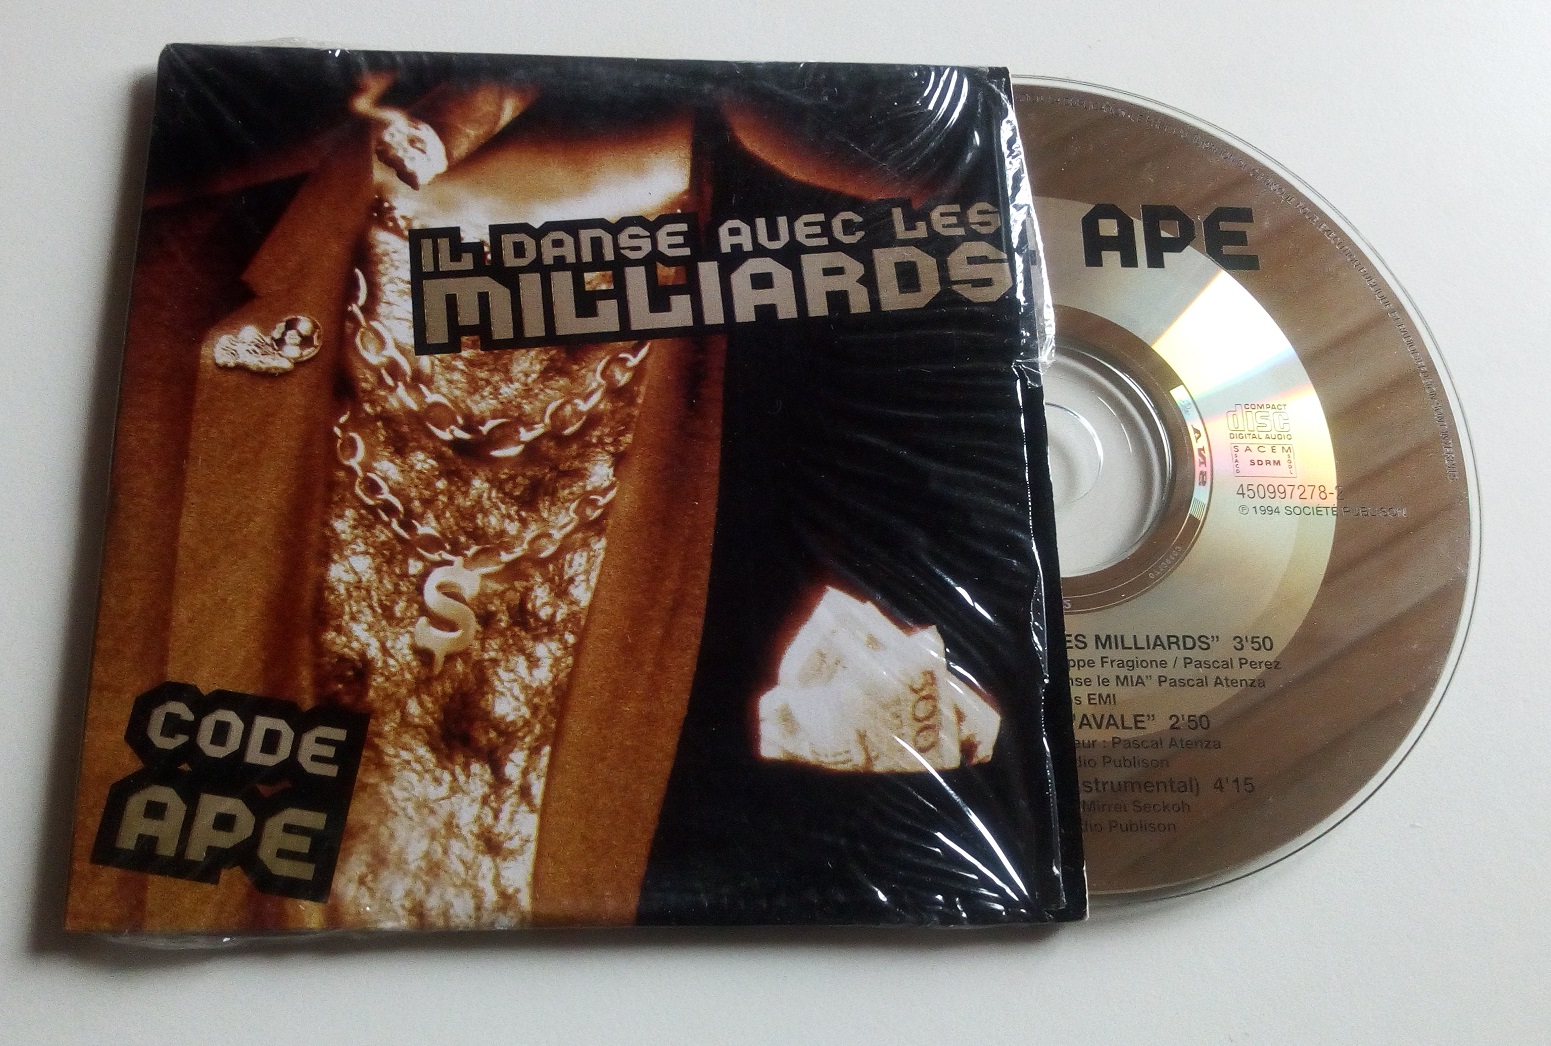 IL DANSE AVEC LES
MILLIARDS
CODE
APE
APE
COMPACT
disc
DIGITAL AUDIO
SACEM
SDRM
450997278-2
℗ 1994 SOCIÉTÉ PUBLISON
ES MILLIARDS" 3'50
ppe Fragione / Pascal Perez
nse le MIA" Pascal Atenza
s EMI
"AVALE" 2'50
eur : Pascal Atenza
dio Publison
strumental) 4'15
Mirrei Seckoh
dio Publison
500